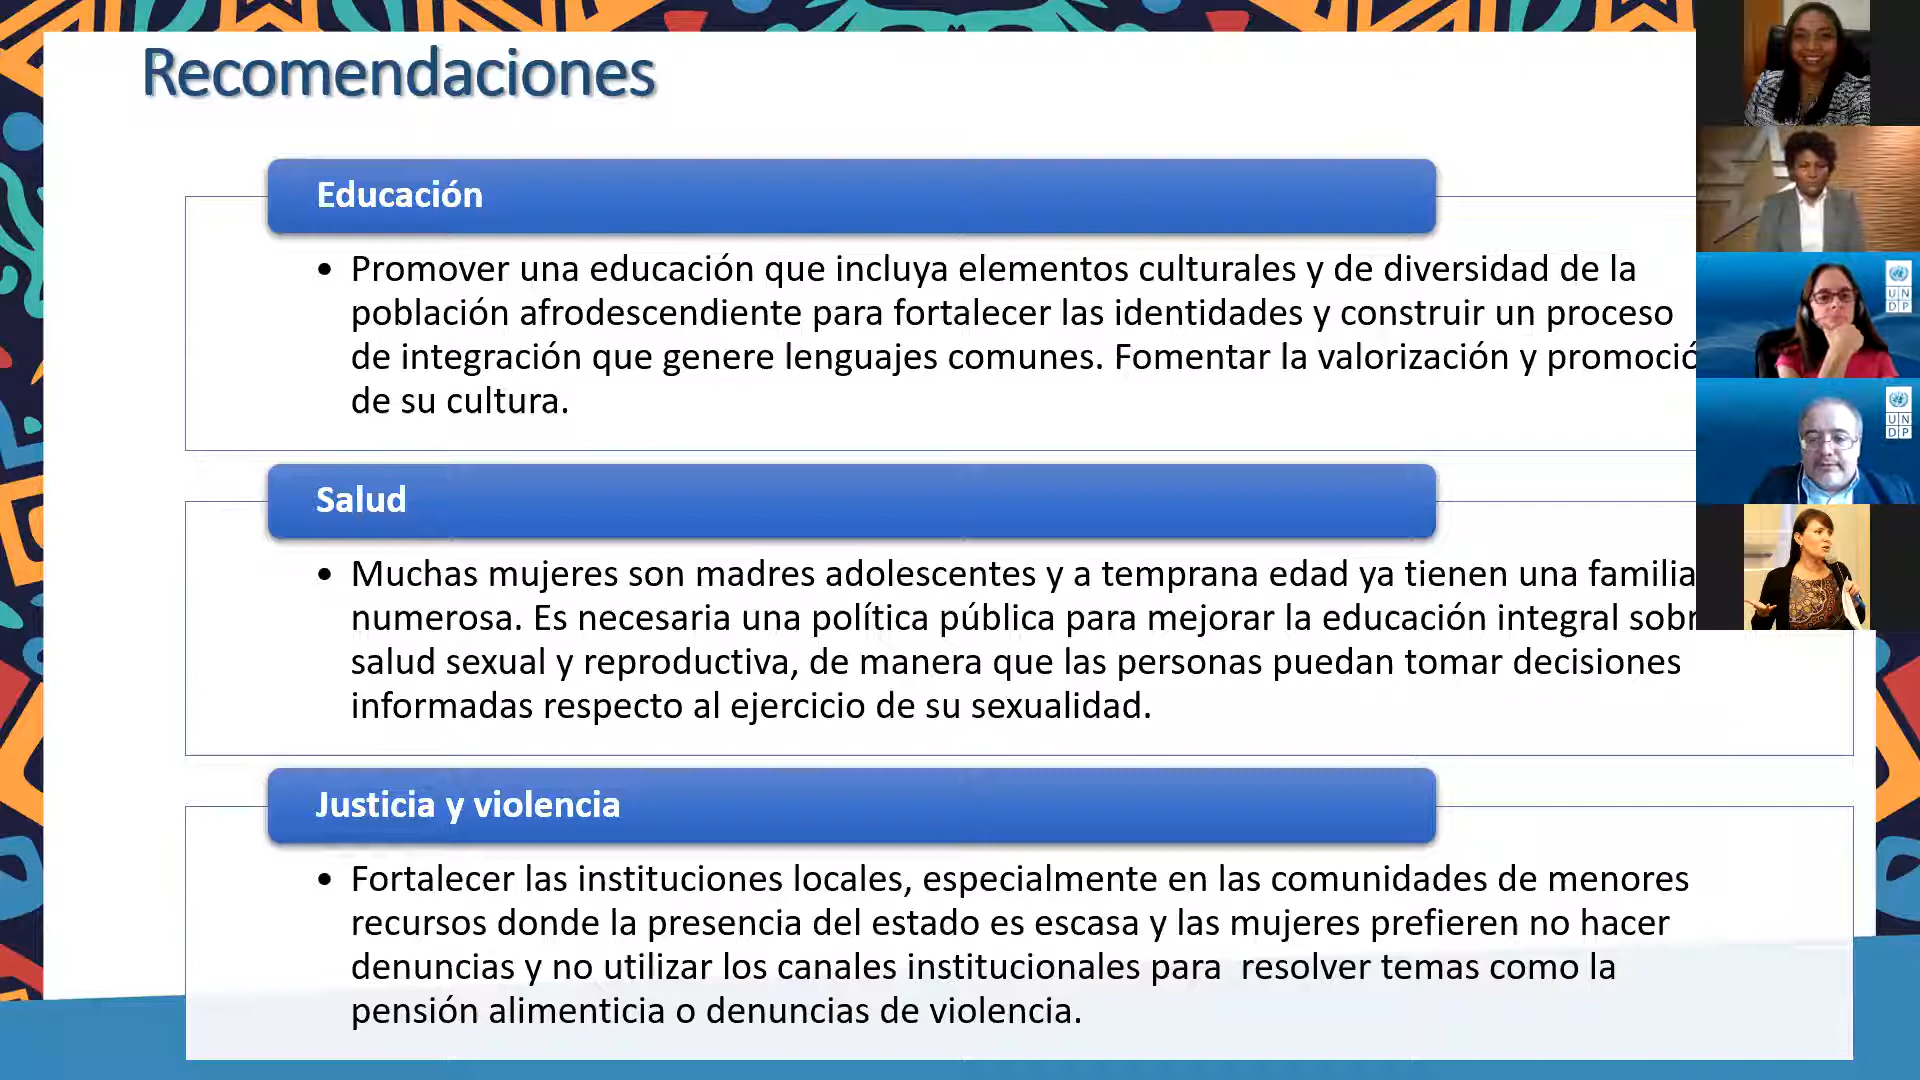 Recomendaciones
Educación
• Promover una educación que incluya elementos culturales y de diversidad de la
población afrodescendiente para fortalecer las identidades y construir un proceso
de integración que genere lenguajes comunes. Fomentar la valorización y promoció
de su cultura.
Salud
• Muchas mujeres son madres adolescentes y a temprana edad ya tienen una familia
numerosa. Es necesaria una política pública para mejorar la educación integral sobr
salud sexual y reproductiva, de manera que las personas puedan tomar decisiones
informadas respecto al ejercicio de su sexualidad.
Justicia y violencia
• Fortalecer las instituciones locales, especialmente en las comunidades de menores
recursos donde la presencia del estado es escasa y las mujeres prefieren no hacer
denuncias y no utilizar los canales institucionales para  resolver temas como la
pensión alimenticia o denuncias de violencia.
U N
D P
U N
D P